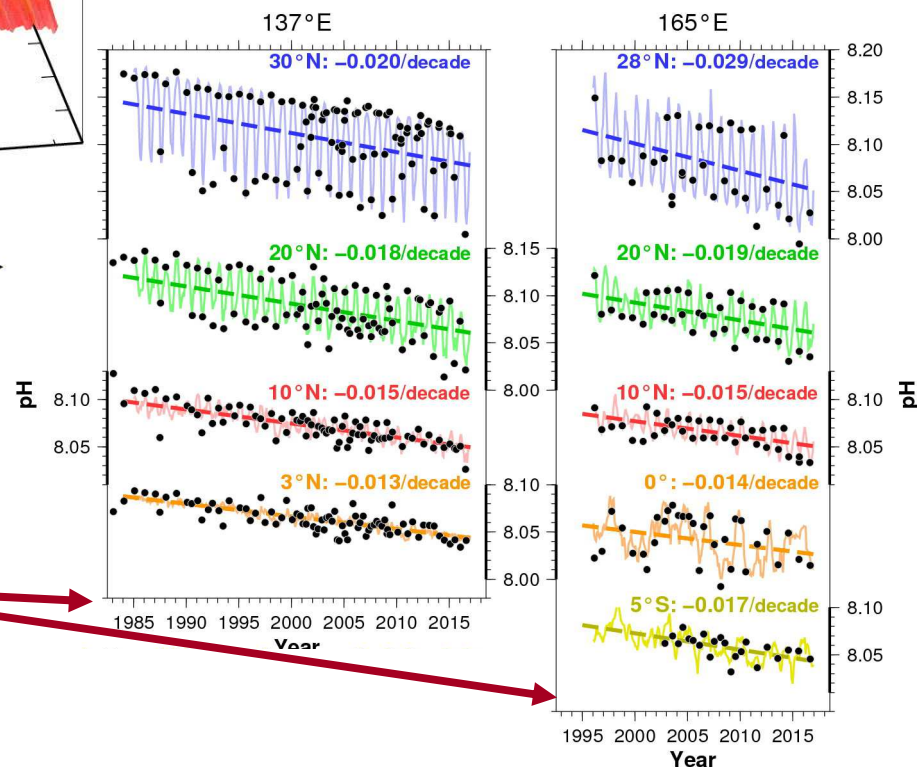 137°E
165°E
30°N: −0.020/decade
28°N: −0.029/decade
8.20
8.15
8.10
8.05
8.00
20°N: −0.018/decade
8.15
8.10
8.05
8.00
20°N: −0.019/decade
pH
8.10
8.05
10°N: −0.015/decade
10°N: −0.015/decade
8.10
8.05
pH
3°N: −0.013/decade
8.10
8.05
8.00
0°: −0.014/decade
5°S: −0.017/decade
8.10
8.05
1985 1990 1995 2000 2005 2010 2015
Year
1995 2000 2005 2010 2015
Year